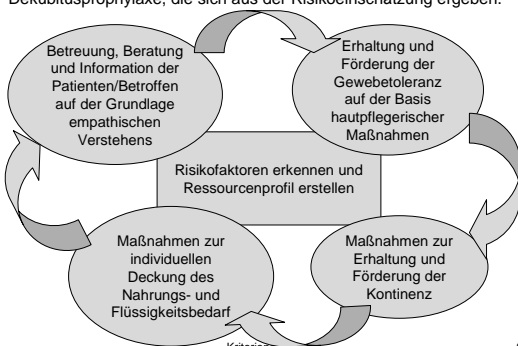 Dekubitusprophylaxe, die sich aus der Risikoeinschätzung ergeben:
Betreuung, Beratung
und Information der
Patienten/Betroffen
auf der Grundlage
empathischen
Verstehens
Erhaltung und
Förderung der
Gewebetoleranz
auf der Basis
hautpflegerischer
Maßnahmen
Risikofaktoren erkennen und
Ressourcenprofil erstellen
Maßnahmen zur
individuellen
Deckung des
Nahrungs- und
Flüssigkeitsbedarf
Maßnahmen zur
Erhaltung und
Förderung der
Kontinenz